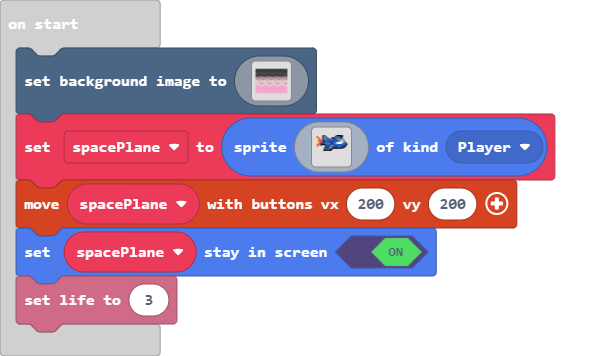 on start
set background image to
set spacePlane to sprite of kind Player
move spacePlane with buttons vx 200 vy 200
set spacePlane stay in screen ON
set life to 3